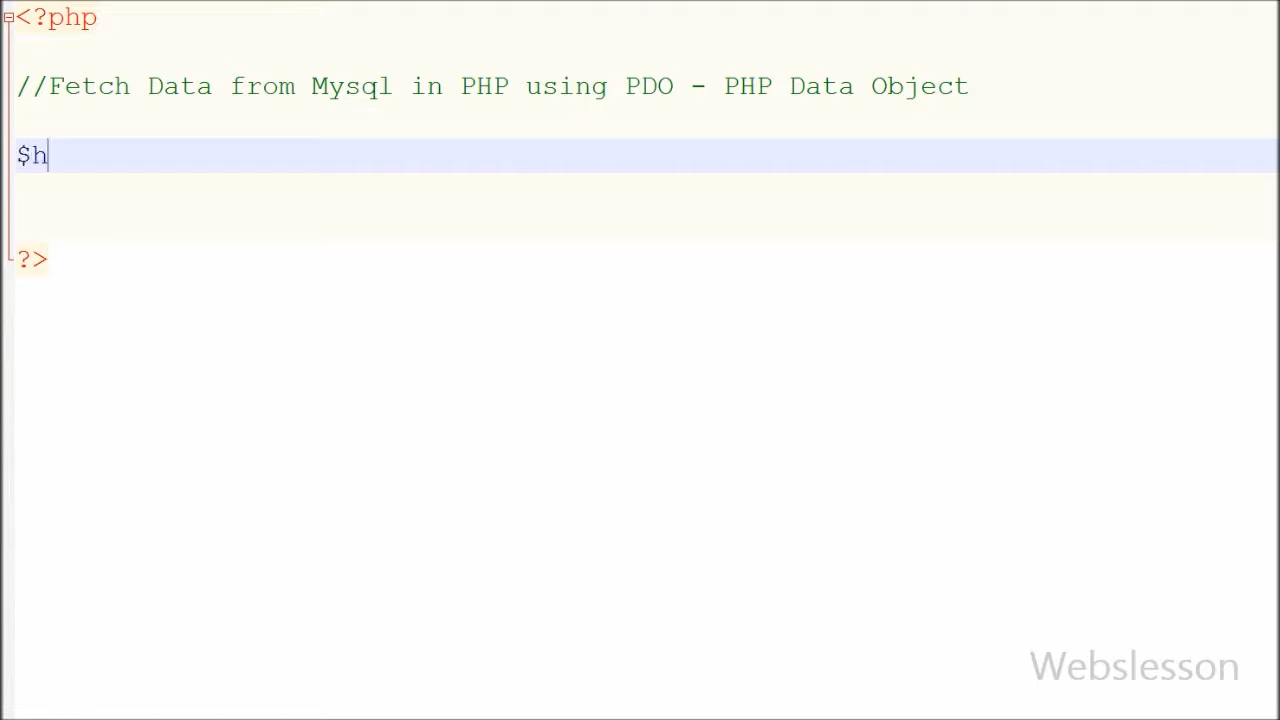 <?php
//Fetch Data from Mysql in PHP using PDO - PHP Data Object
$h
?>
Webslesson